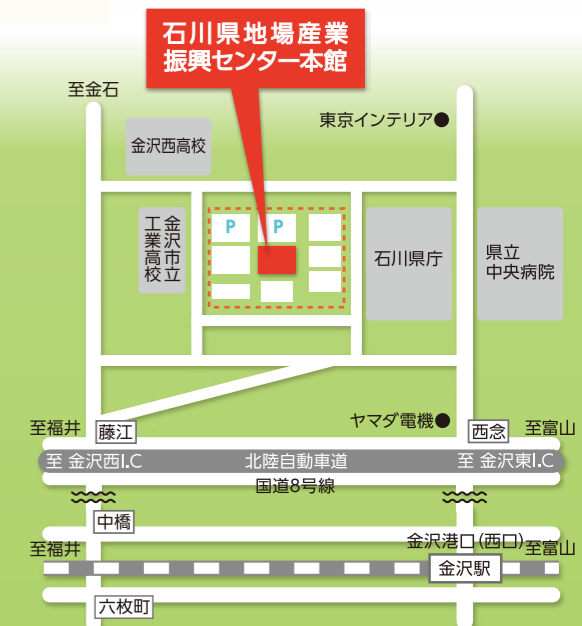 石川県地場産業
振興センター本館
至金石
東京インテリア
金沢西高校
P
P
金沢市立
工業高校
石川県庁
県立
中央病院
ヤマダ電機
至福井
藤江
西念
至富山
至 金沢西I.C
北陸自動車道
至 金沢東I.C
国道8号線
中橋
金沢港口(西口)
至福井
至富山
金沢駅
六枚町